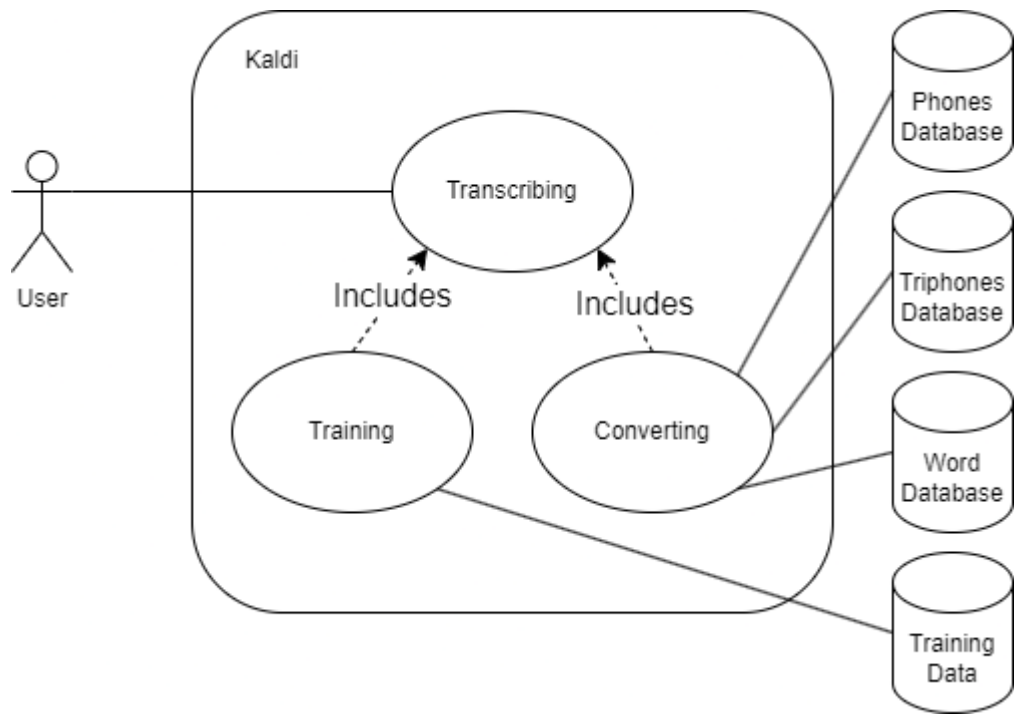 Kaldi
Phones
Database
Transcribing
User
Includes
Includes
Triphones
Database
Training
Converting
Word
Database
Training
Data